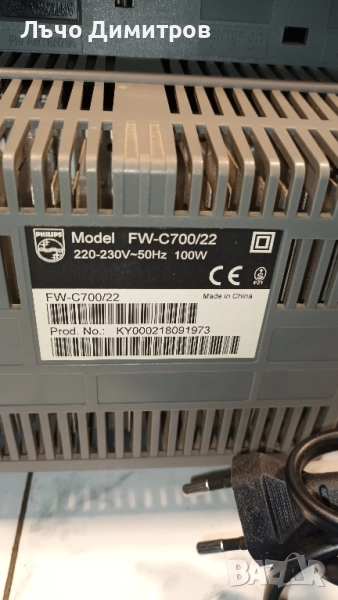 Лъчо Димитров
PHILIPS
Model FW-C700/22
220-230V~50Hz 100W
CE
FW-C700/22
Made in China
Prod. No.: KY000218091973
BAZAR